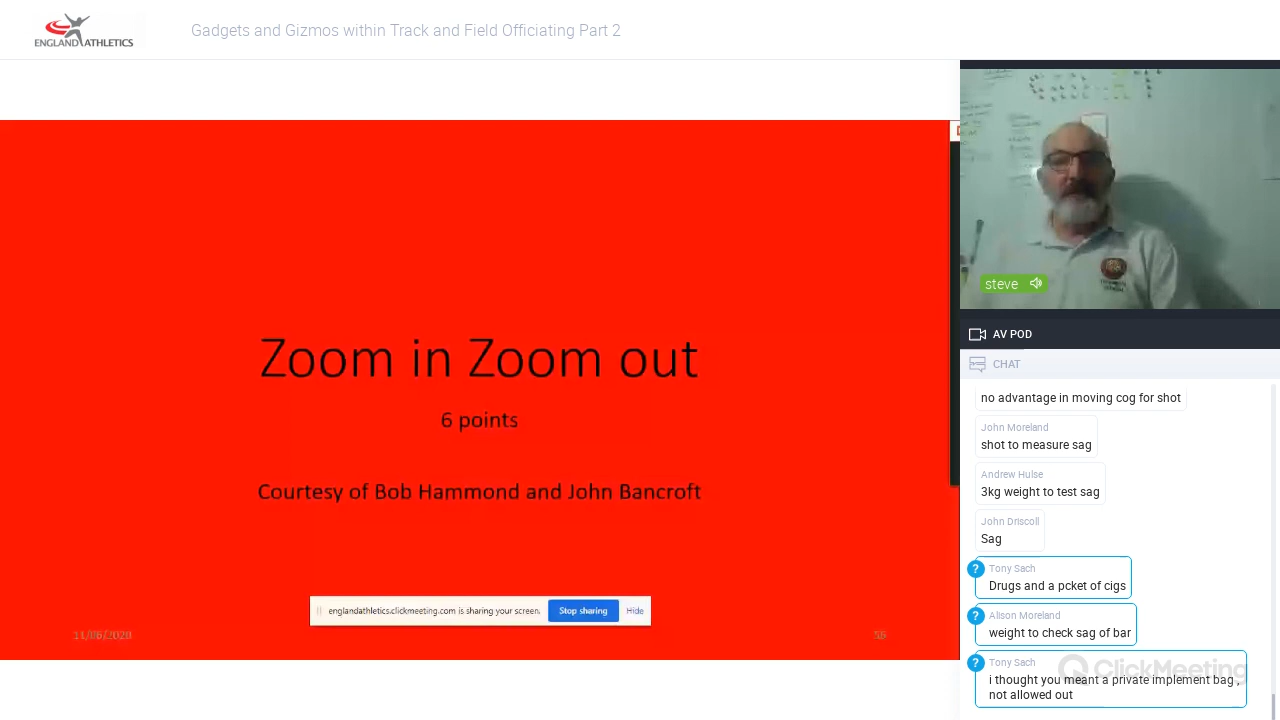 ENGLAND ATHLETICS
Gadgets and Gizmos within Track and Field Officiating Part 2
Zoom in Zoom out
6 points
Courtesy of Bob Hammond and John Bancroft
englandathletics.clickmeeting.com is sharing your screen.
Stop sharing
Hide
11/06/2020
56
steve
AV POD
CHAT
no advantage in moving cog for shot
John Moreland
shot to measure sag
Andrew Hulse
3kg weight to test sag
John Driscoll
Sag
?
Tony Sach
Drugs and a pcket of cigs
?
Alison Moreland
weight to check sag of bar
?
Tony Sach
i thought you meant a private implement bag ,
not allowed out
ClickMeeting